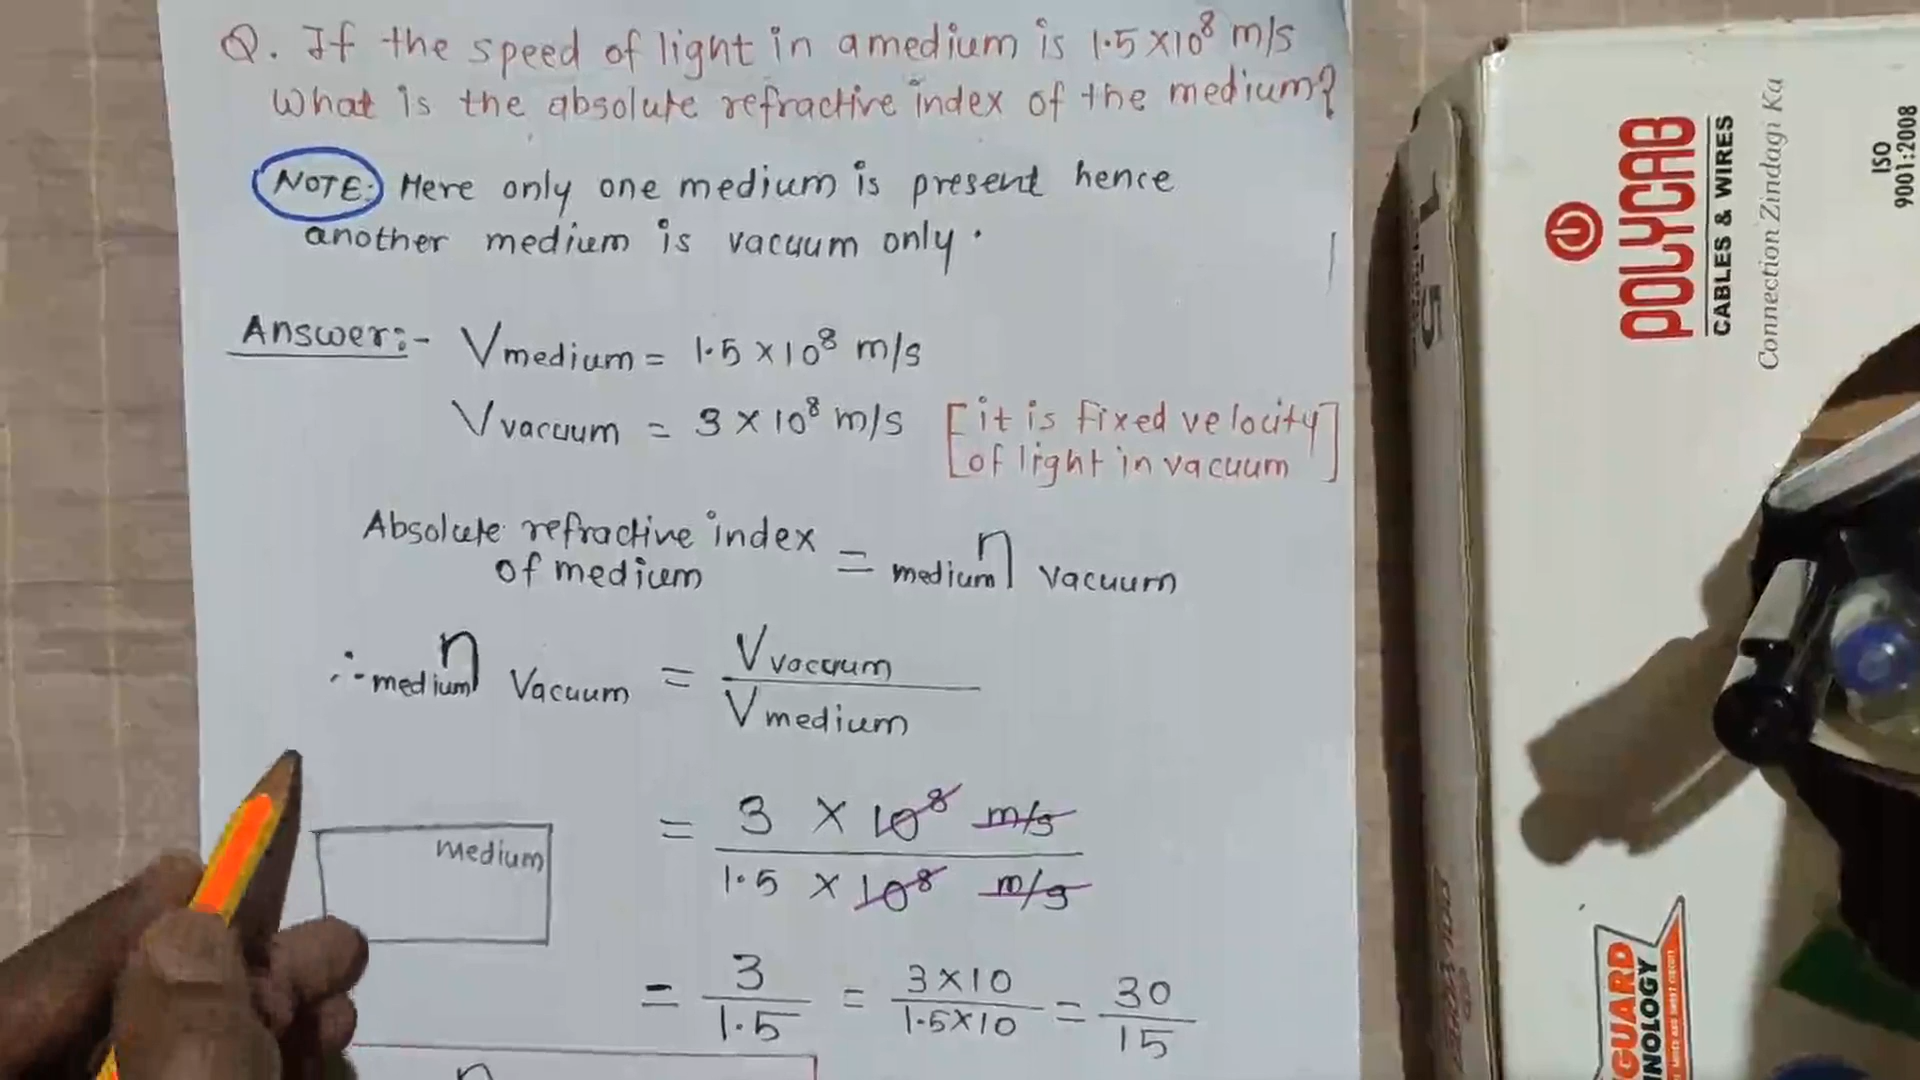 Q. If the speed of light in a medium is 1.5 × 10⁸ m/s
What is the absolute refractive index of the medium?
NOTE: Here only one medium is present hence
another medium is vacuum only.
Answer:- Vmedium = 1.5 × 10⁸ m/s
Vvacuum = 3 × 10⁸ m/s [it is fixed velocity
of light in vacuum]
Absolute refractive index
of medium = medium n vacuum
∴ medium n Vacuum = Vvacuum / Vmedium
= 3 × 10⁸ m/s / 1.5 × 10⁸ m/s
medium
= 3/1.5 = 3×10/1.5×10 = 30/15
n
POLYCAB
CABLES & WIRES
Connection Zindagi Ka
ISO
9001:2008
GUARD